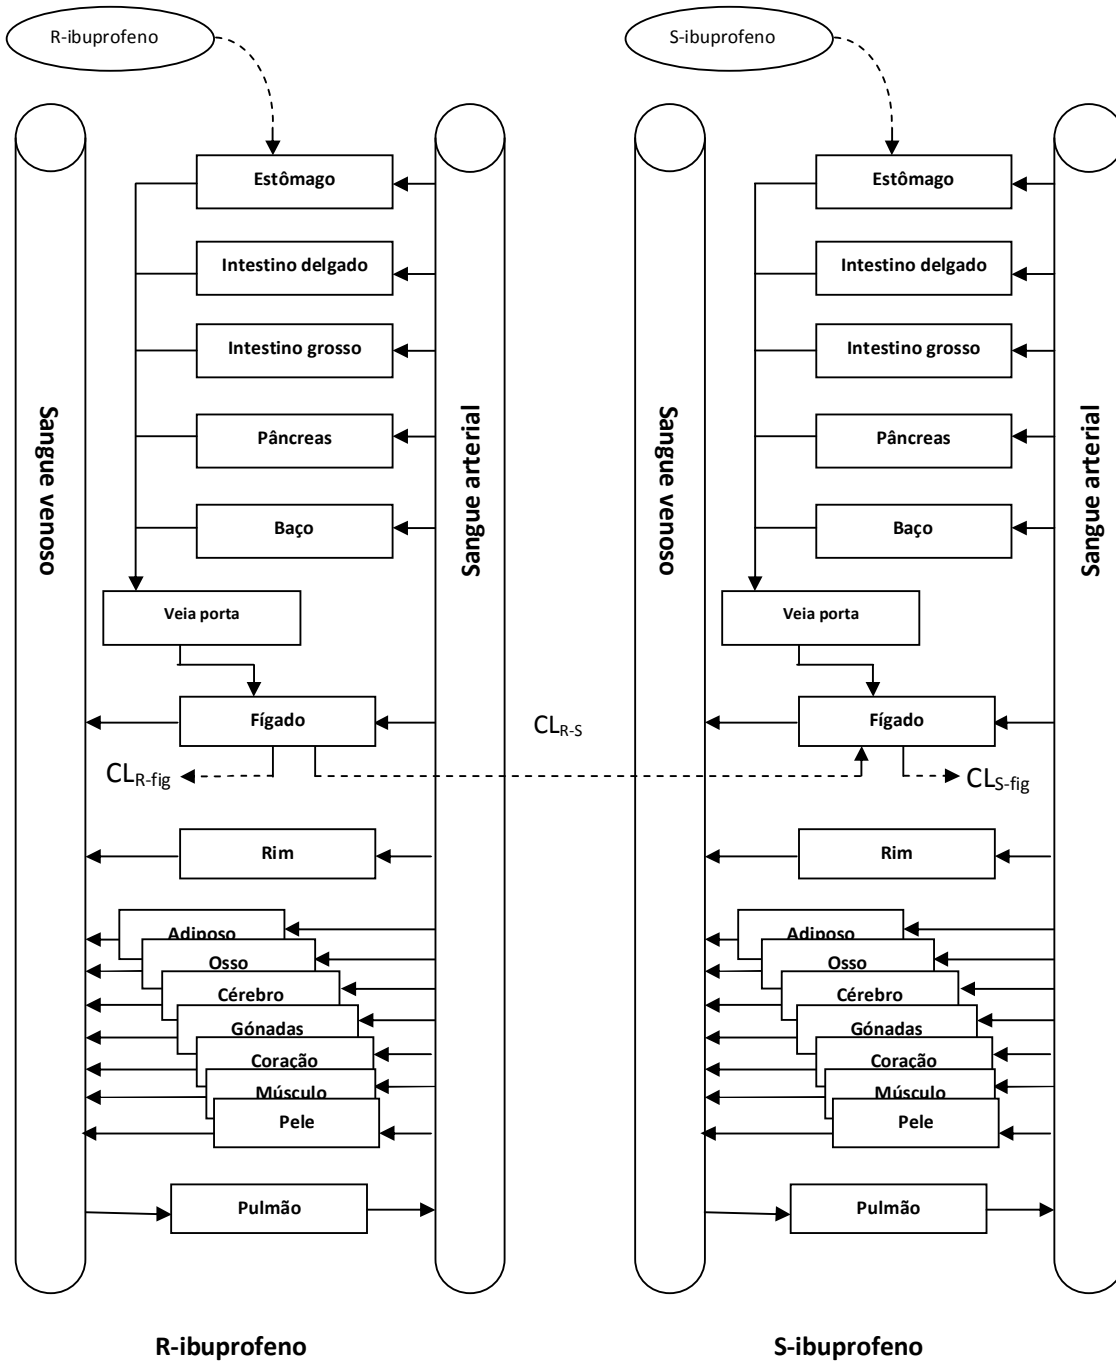 R-ibuprofeno
Estômago
Intestino delgado
Intestino grosso
Pâncreas
Baço
Veia porta
Fígado
CLR-fig
Rim
Adiposo
Osso
Cérebro
Gónadas
Coração
Músculo
Pele
Pulmão
Sangue venoso
Sangue arterial
R-ibuprofeno
CLR-S
S-ibuprofeno
Estômago
Intestino delgado
Intestino grosso
Pâncreas
Baço
Veia porta
Fígado
CLS-fig
Rim
Adiposo
Osso
Cérebro
Gónadas
Coração
Músculo
Pele
Pulmão
Sangue venoso
Sangue arterial
S-ibuprofeno